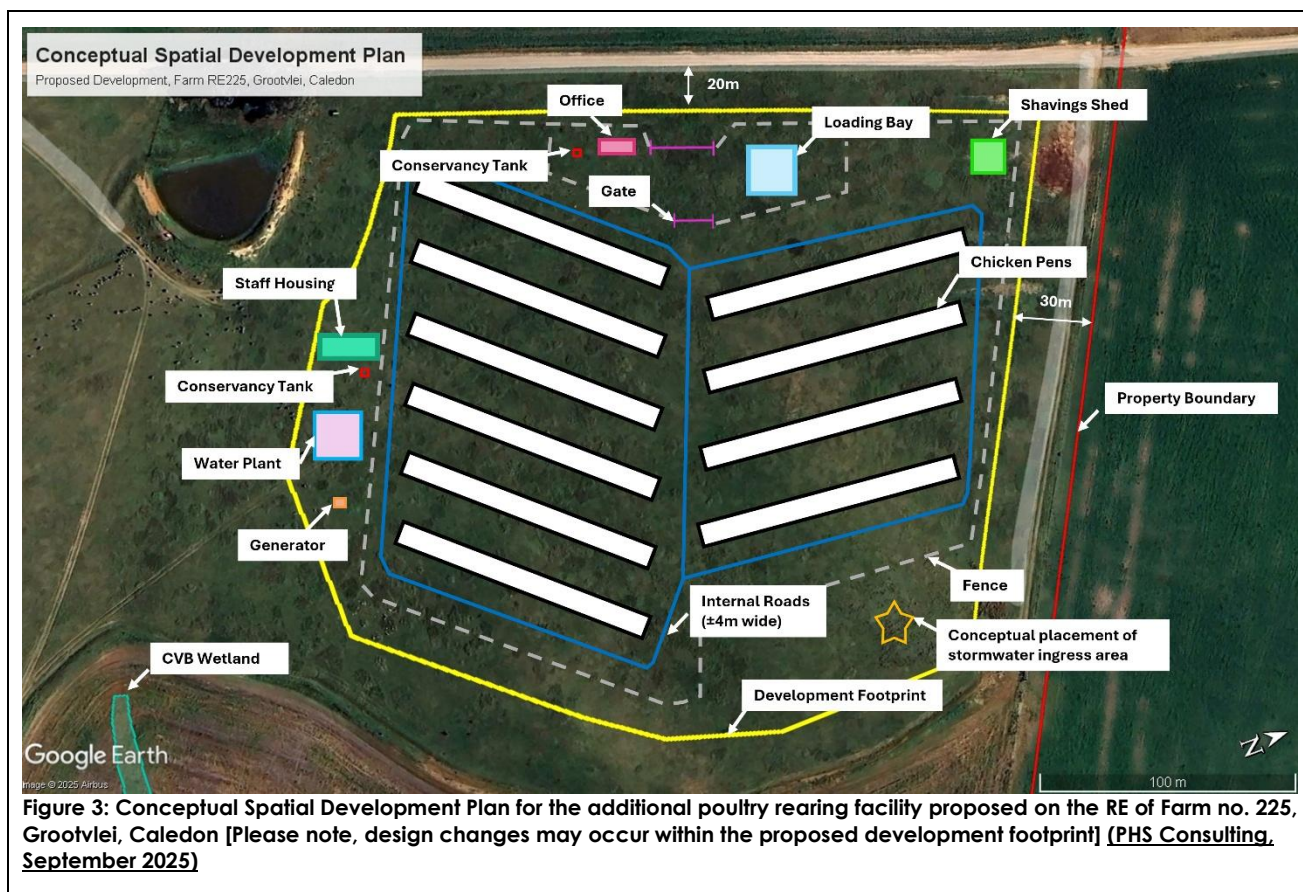 Conceptual Spatial Development Plan
Proposed Development, Farm RE225, Grootvlei, Caledon
20m
Office
Shavings Shed
Loading Bay
Conservancy Tank
Gate
Chicken Pens
Staff Housing
30m
Conservancy Tank
Property Boundary
Water Plant
Generator
Fence
Internal Roads
(±4m wide)
Conceptual placement of
stormwater ingress area
CVB Wetland
Development Footprint
Google Earth
Image © 2025 Airbus
N
100 m
Figure 3: Conceptual Spatial Development Plan for the additional poultry rearing facility proposed on the RE of Farm no. 225,
Grootvlei, Caledon [Please note, design changes may occur within the proposed development footprint] (PHS Consulting,
September 2025)